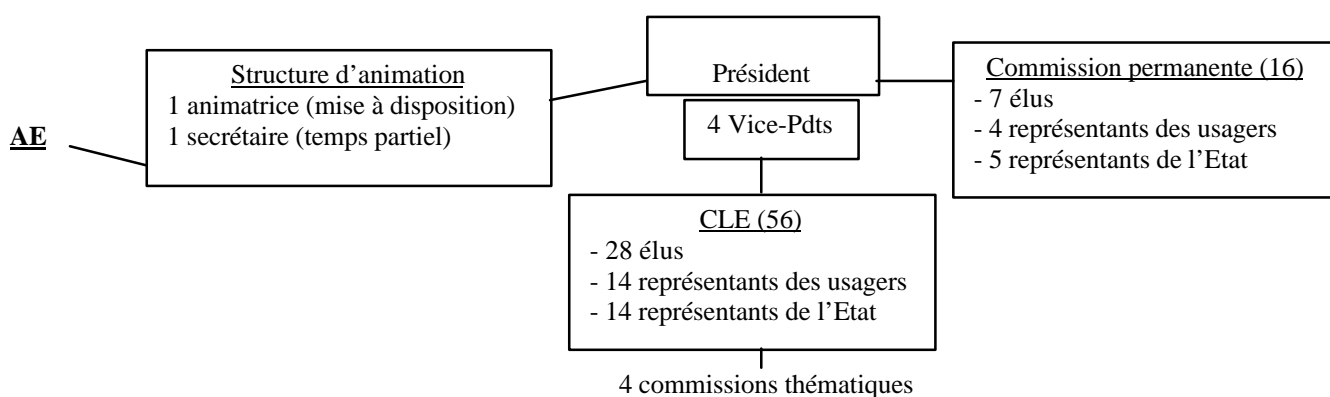 AE
Structure d’animation
1 animatrice (mise à disposition)
1 secrétaire (temps partiel)
Président
4 Vice-Pdts
Commission permanente (16)
- 7 élus
- 4 représentants des usagers
- 5 représentants de l’Etat
CLE (56)
- 28 élus
- 14 représentants des usagers
- 14 représentants de l’Etat
4 commissions thématiques